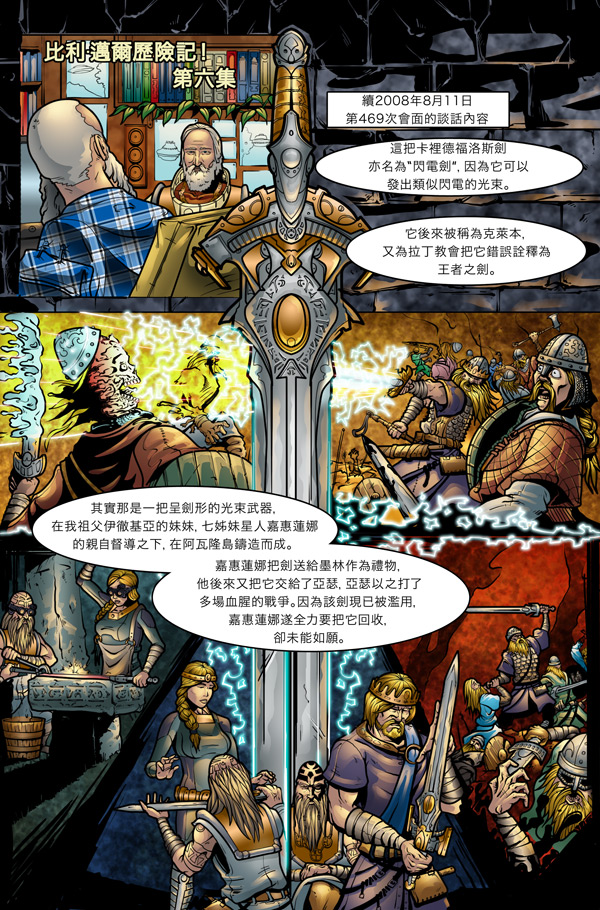 比利·邁爾歷險記!
第六集
續2008年8月11日
第469次會面的談話內容
這把卡裡德福洛斯劍
亦名為“閃電劍”, 因為它可以
發出類似閃電的光束。
它後來被稱為克萊本,
又為拉丁教會把它錯誤詮釋為
王者之劍。
其實那是一把呈劍形的光束武器,
在我祖父伊徹基亞的妹妹, 七姊妹星人嘉惠蓮娜
的親自督導之下, 在阿瓦隆島鑄造而成。
嘉惠蓮娜把劍送給墨林作為禮物,
他後來又把它交給了亞瑟, 亞瑟以之打了
多場血腥的戰爭。因為該劍現已被濫用,
嘉惠蓮娜遂全力要把它回收,
卻未能如願。